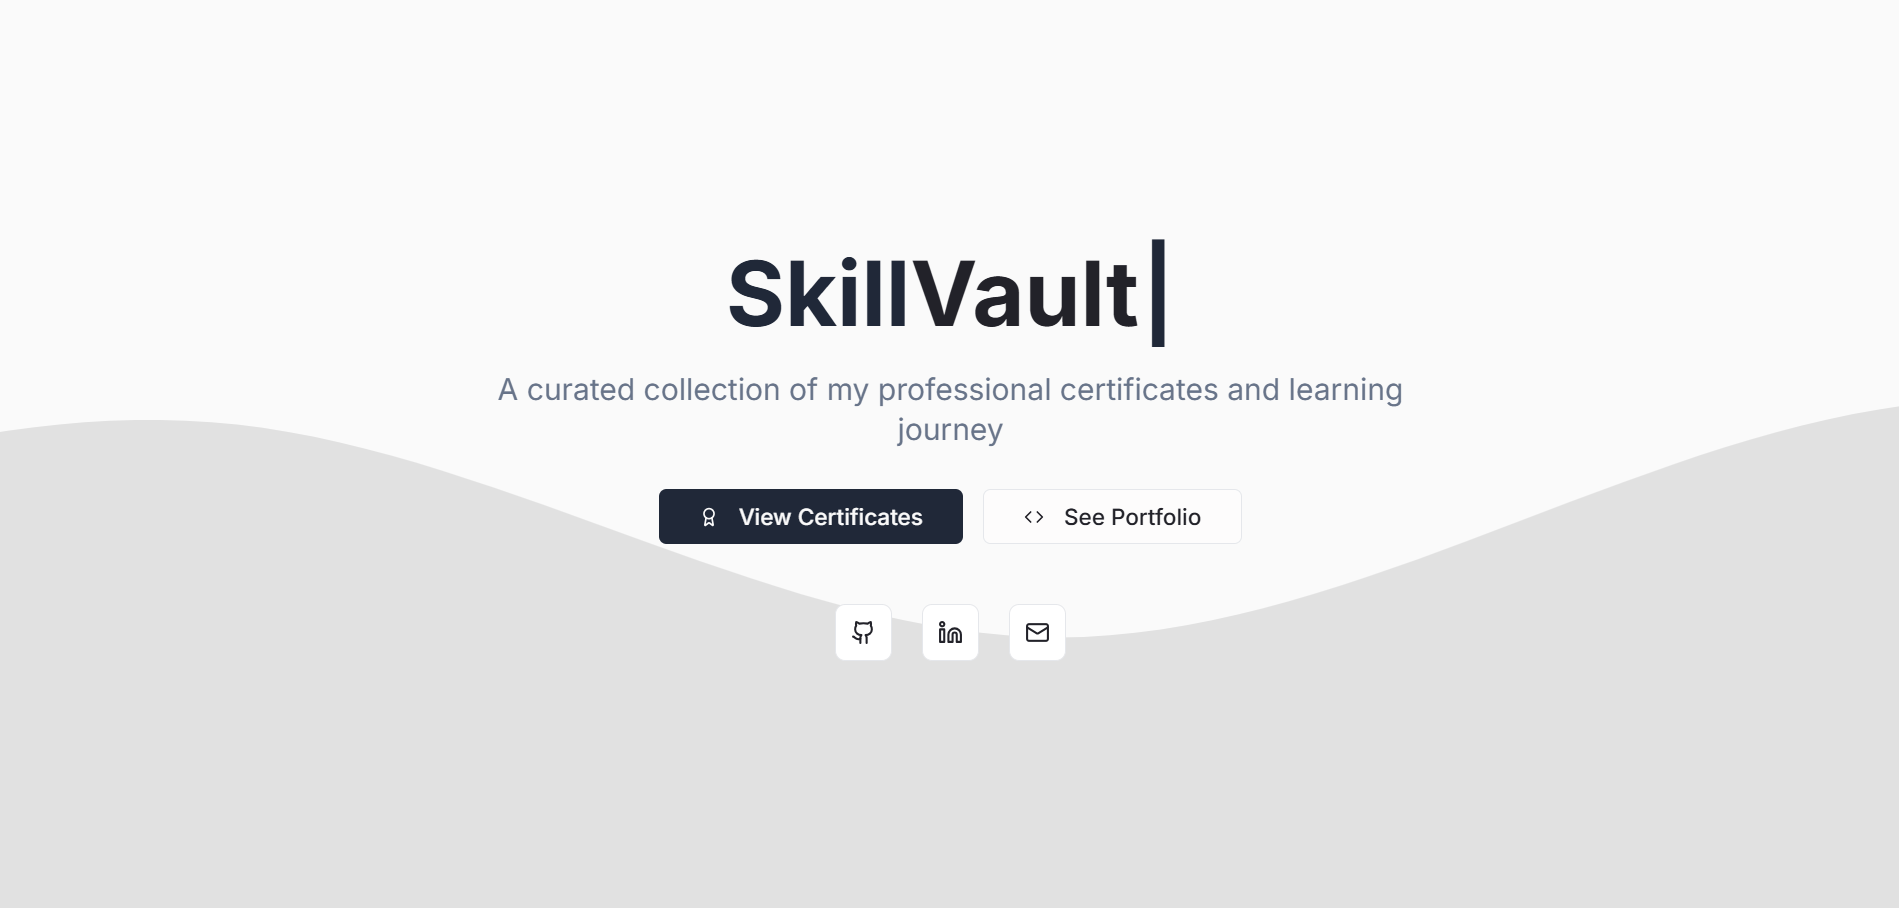 SkillVault|
A curated collection of my professional certificates and learning
journey
View Certificates
See Portfolio